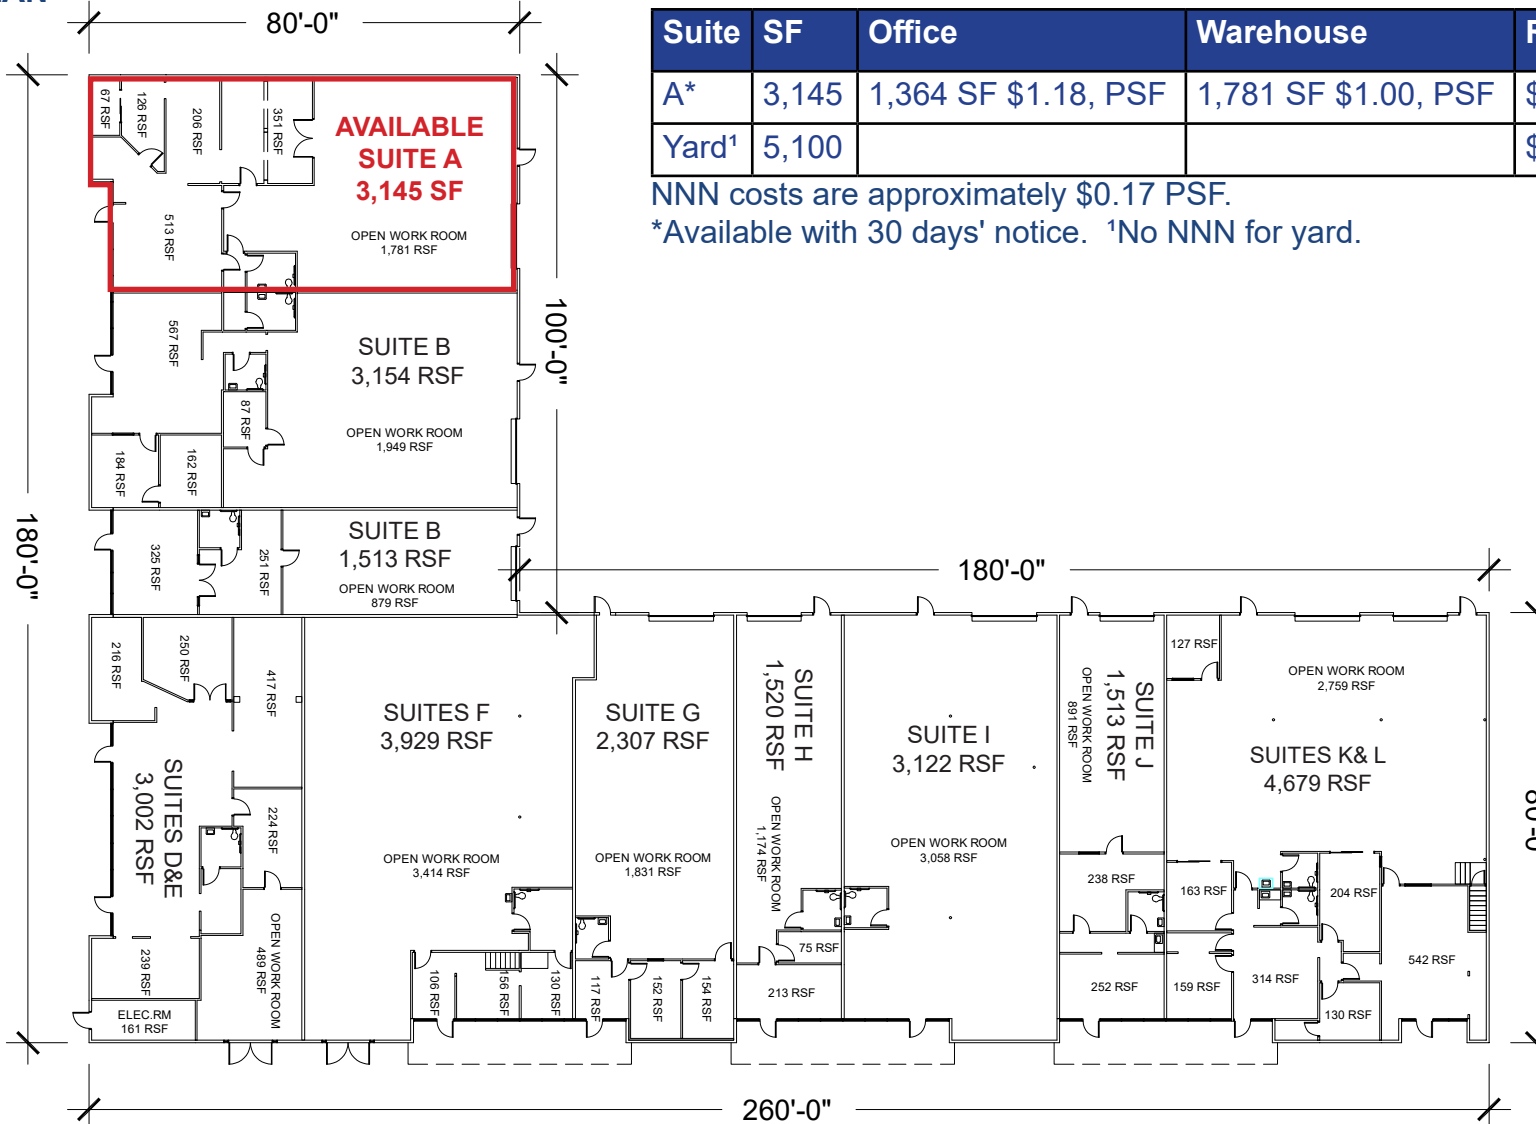 80'-0"
Suite SF Office Warehouse
A* 3,145 1,364 SF $1.18, PSF 1,781 SF $1.00, PSF $
Yard¹ 5,100 $
NNN costs are approximately $0.17 PSF.
*Available with 30 days' notice. ¹No NNN for yard.
67 RSF
126 RSF
206 RSF
351 RSF
AVAILABLE
SUITE A
3,145 SF
513 RSF
OPEN WORK ROOM
1,781 RSF
100'-0"
567 RSF
SUITE B
3,154 RSF
87 RSF
OPEN WORK ROOM
1,949 RSF
184 RSF
162 RSF
180'-0"
325 RSF
251 RSF
SUITE B
1,513 RSF
OPEN WORK ROOM
879 RSF
180'-0"
216 RSF
250 RSF
417 RSF
SUITES D&E
3,002 RSF
224 RSF
239 RSF
OPEN WORK ROOM
489 RSF
ELEC.RM
161 RSF
SUITES F
3,929 RSF
OPEN WORK ROOM
3,414 RSF
106 RSF
156 RSF
130 RSF
SUITE G
2,307 RSF
OPEN WORK ROOM
1,831 RSF
117 RSF
152 RSF
154 RSF
SUITE H
1,520 RSF
OPEN WORK ROOM
1,174 RSF
75 RSF
213 RSF
SUITE I
3,122 RSF
OPEN WORK ROOM
3,058 RSF
SUITE J
1,513 RSF
OPEN WORK ROOM
891 RSF
238 RSF
252 RSF
127 RSF
OPEN WORK ROOM
2,759 RSF
SUITES K& L
4,679 RSF
163 RSF
204 RSF
159 RSF
314 RSF
542 RSF
130 RSF
80'-0
260'-0"